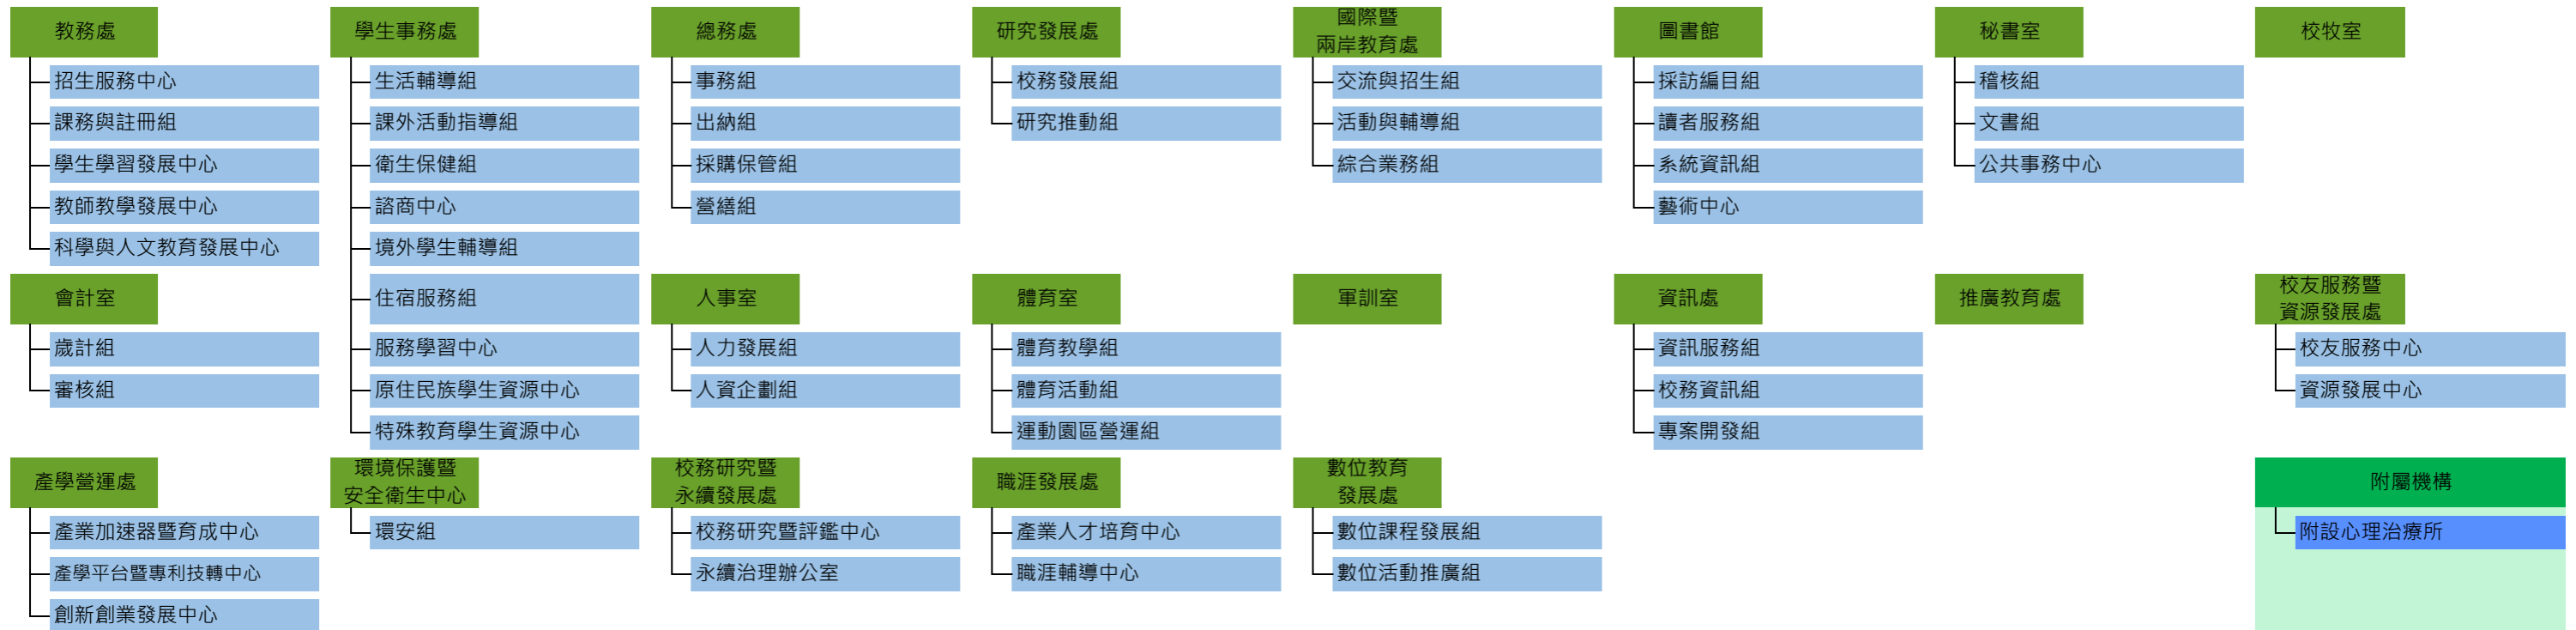 教務處
招生服務中心
課務與註冊組
學生學習發展中心
教師教學發展中心
科學與人文教育發展中心
學生事務處
生活輔導組
課外活動指導組
衛生保健組
諮商中心
境外學生輔導組
住宿服務組
服務學習中心
原住民族學生資源中心
特殊教育學生資源中心
總務處
事務組
出納組
採購保管組
營繕組
研究發展處
校務發展組
研究推動組
國際暨
兩岸教育處
交流與招生組
活動與輔導組
綜合業務組
圖書館
採訪編目組
讀者服務組
系統資訊組
藝術中心
秘書室
稽核組
文書組
公共事務中心
校牧室
會計室
歲計組
審核組
人事室
人力發展組
人資企劃組
體育室
體育教學組
體育活動組
運動園區營運組
軍訓室
資訊處
資訊服務組
校務資訊組
專案開發組
推廣教育處
校友服務暨
資源發展處
校友服務中心
資源發展中心
產學營運處
產業加速器暨育成中心
產學平台暨專利技轉中心
創新創業發展中心
環境保護暨
安全衛生中心
環安組
校務研究暨
永續發展處
校務研究暨評鑑中心
永續治理辦公室
職涯發展處
產業人才培育中心
職涯輔導中心
數位教育
發展處
數位課程發展組
數位活動推廣組
附屬機構
附設心理治療所